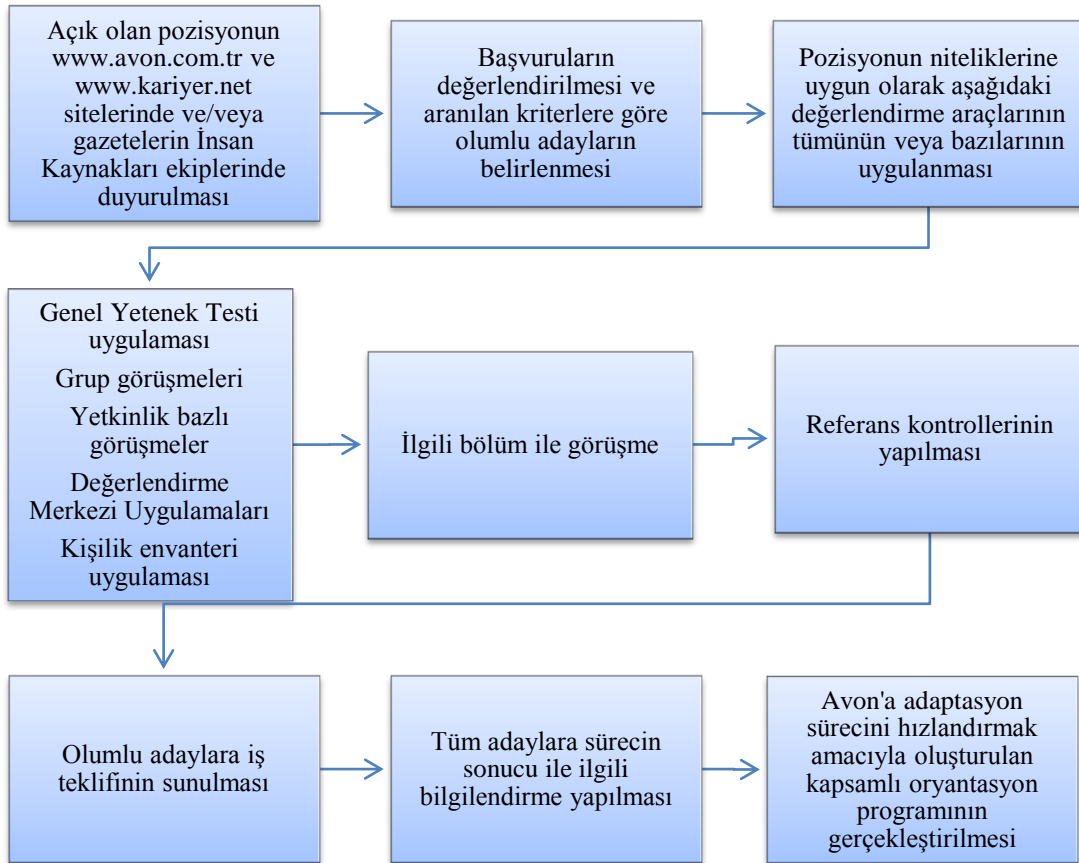 Açık olan pozisyonun
www.avon.com.tr ve
www.kariyer.net
sitelerinde ve/veya
gazetelerin İnsan
Kaynakları ekiplerinde
duyurulması
Başvuruların
değerlendirilmesi ve
aranılan kriterlere göre
olumlu adayların
belirlenmesi
Pozisyonun niteliklerine
uygun olarak aşağıdaki
değerlendirme araçlarının
tümünün veya bazılarının
uygulanması
Genel Yetenek Testi
uygulaması
Grup görüşmeleri
Yetkinlik bazlı
görüşmeler
Değerlendirme
Merkezi Uygulamaları
Kişilik envanteri
uygulaması
İlgili bölüm ile görüşme
Referans kontrollerinin
yapılması
Olumlu adaylara iş
teklifinin sunulması
Tüm adaylara sürecin
sonucu ile ilgili
bilgilendirme yapılması
Avon'a adaptasyon
sürecini hızlandırmak
amacıyla oluşturulan
kapsamlı oryantasyon
programının
gerçekleştirilmesi